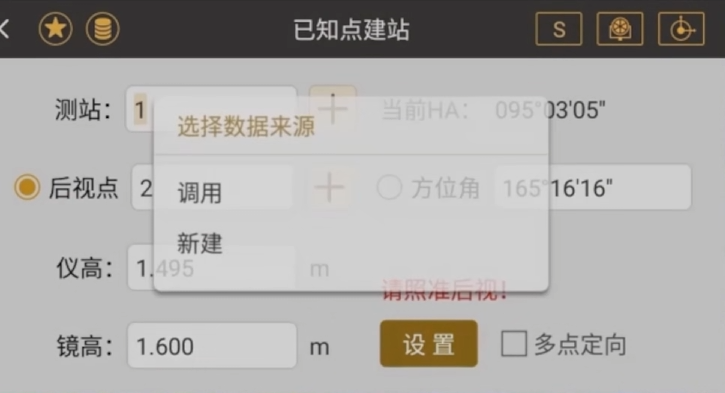 已知点建站
S
测站： 1 + 当前HA： 095°03'05"
选择数据来源
后视点 2 + 方位角 165°16'16"
调用
新建
仪高： 1.495 m
请照准后视！
镜高： 1.600 m 设置 多点定向